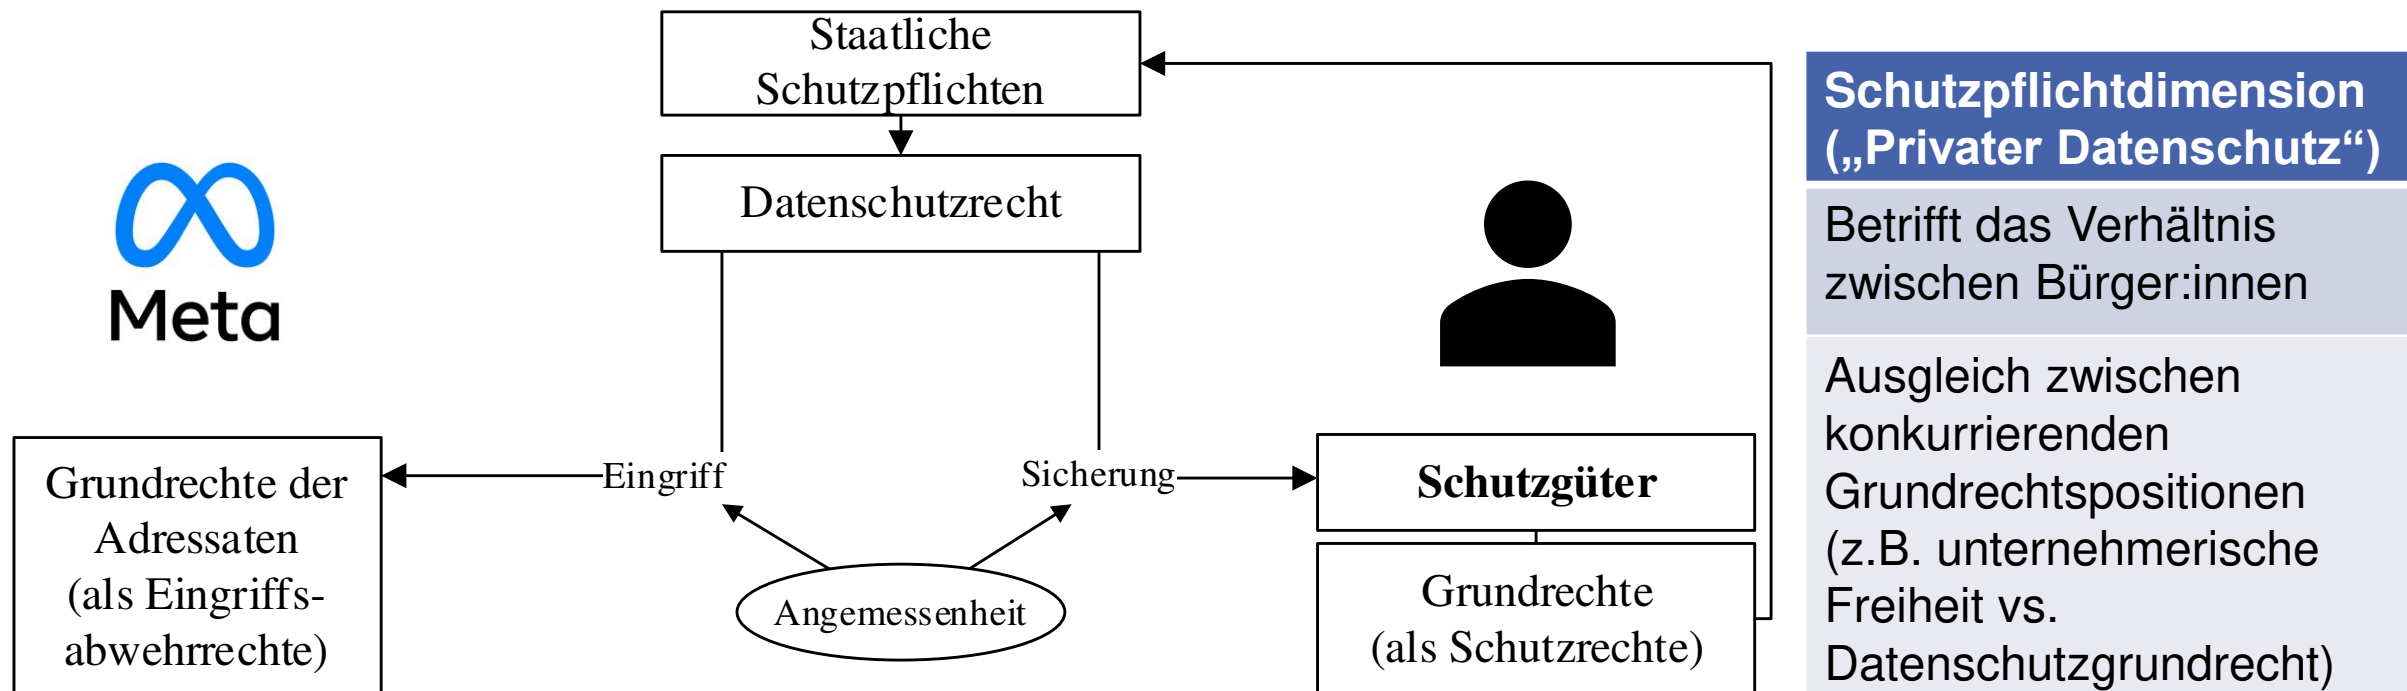 Staatliche
Schutzpflichten
Datenschutzrecht
Meta
Eingriff
Sicherung
Angemessenheit
Grundrechte der
Adressaten
(als Eingriffs-
abwehrrechte)
Schutzgüter
Grundrechte
(als Schutzrechte)
Schutzpflichtdimension
(„Privater Datenschutz“)
Betrifft das Verhältnis
zwischen Bürger:innen
Ausgleich zwischen
konkurrierenden
Grundrechtspositionen
(z.B. unternehmerische
Freiheit vs.
Datenschutzgrundrecht)